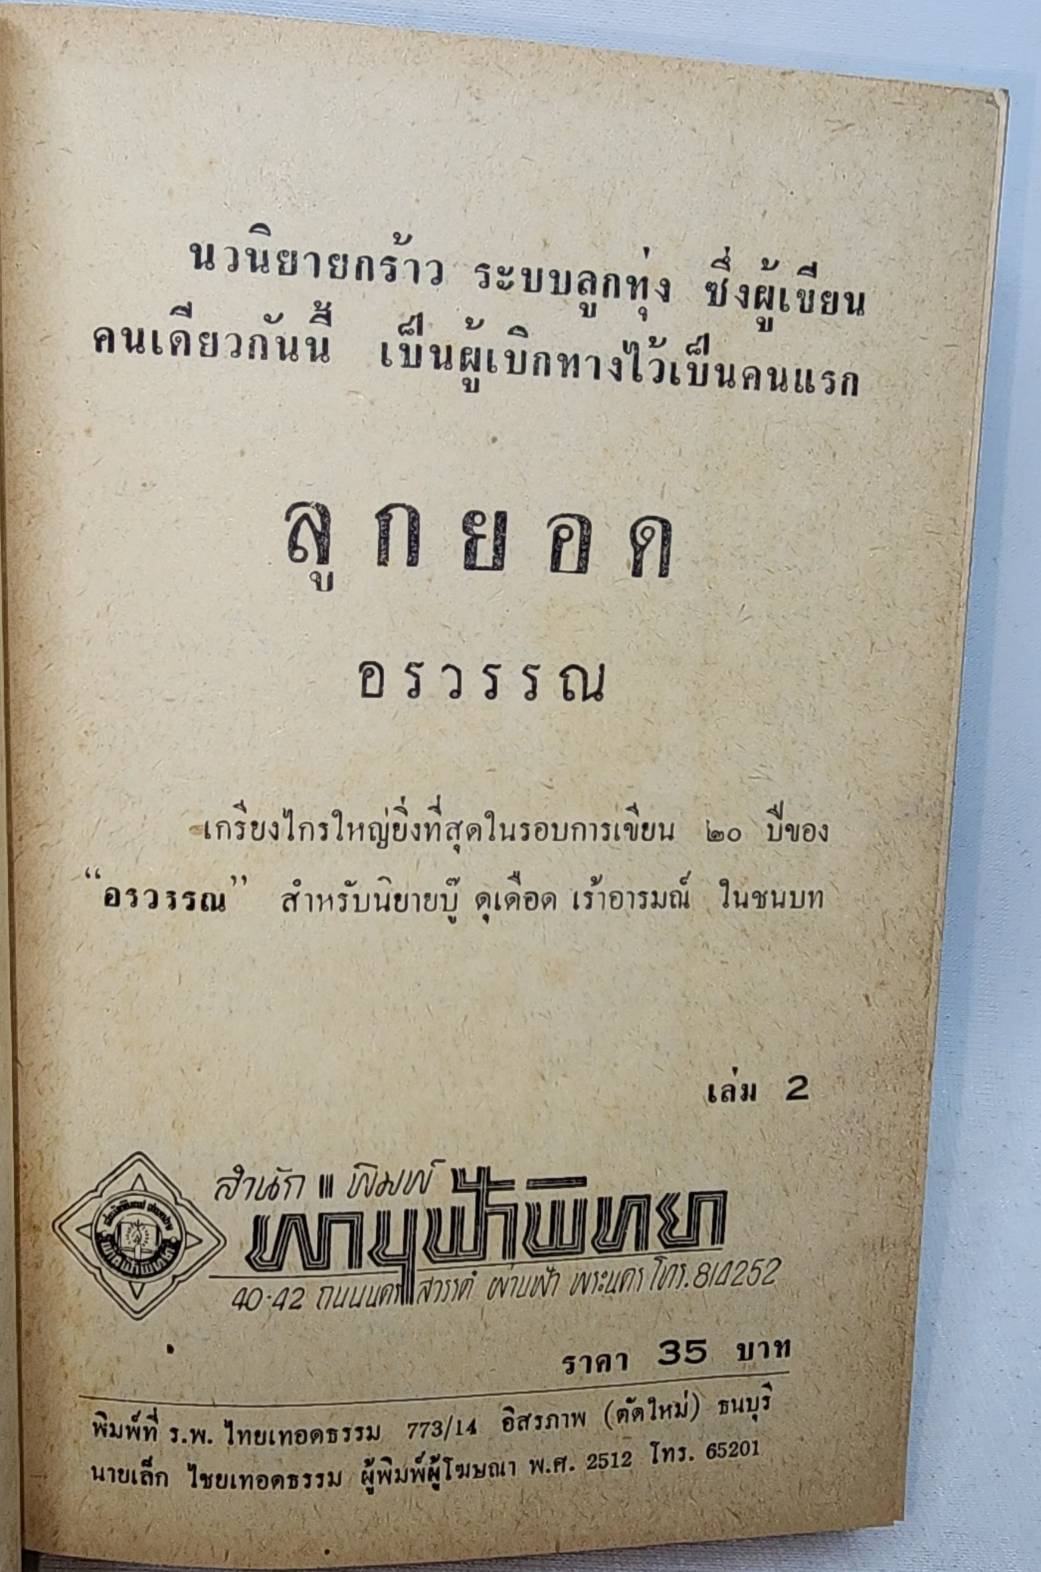 นวนิยายกร้าว ระบบลูกทุ่ง ซึ่งผู้เขียน
คนเดียวกันนี้ เป็นผู้เบิกทางไว้เป็นคนแรก
ลูกยอด
อรวรรณ
เกรียงไกรใหญ่ยิ่งที่สุดในรอบการเขียน ๒๐ ปีของ
“อรวรรณ” สำหรับนิยายบู๊ ดุเดือด เร้าอารมณ์ ในชนบท
เล่ม 2
สำนักพิมพ์
ผ่านฟ้าพิทยา
40-42 ถนนนครสวรรค์ ผ่านฟ้า พระนคร โทร. 814252
ราคา 35 บาท
พิมพ์ที่ ร.พ. ไทยเทอดธรรม 773/14 อิสรภาพ (ตัดใหม่) ธนบุรี
นายเล็ก ไชยเทอดธรรม ผู้พิมพ์ผู้โฆษณา พ.ศ. 2512 โทร. 65201